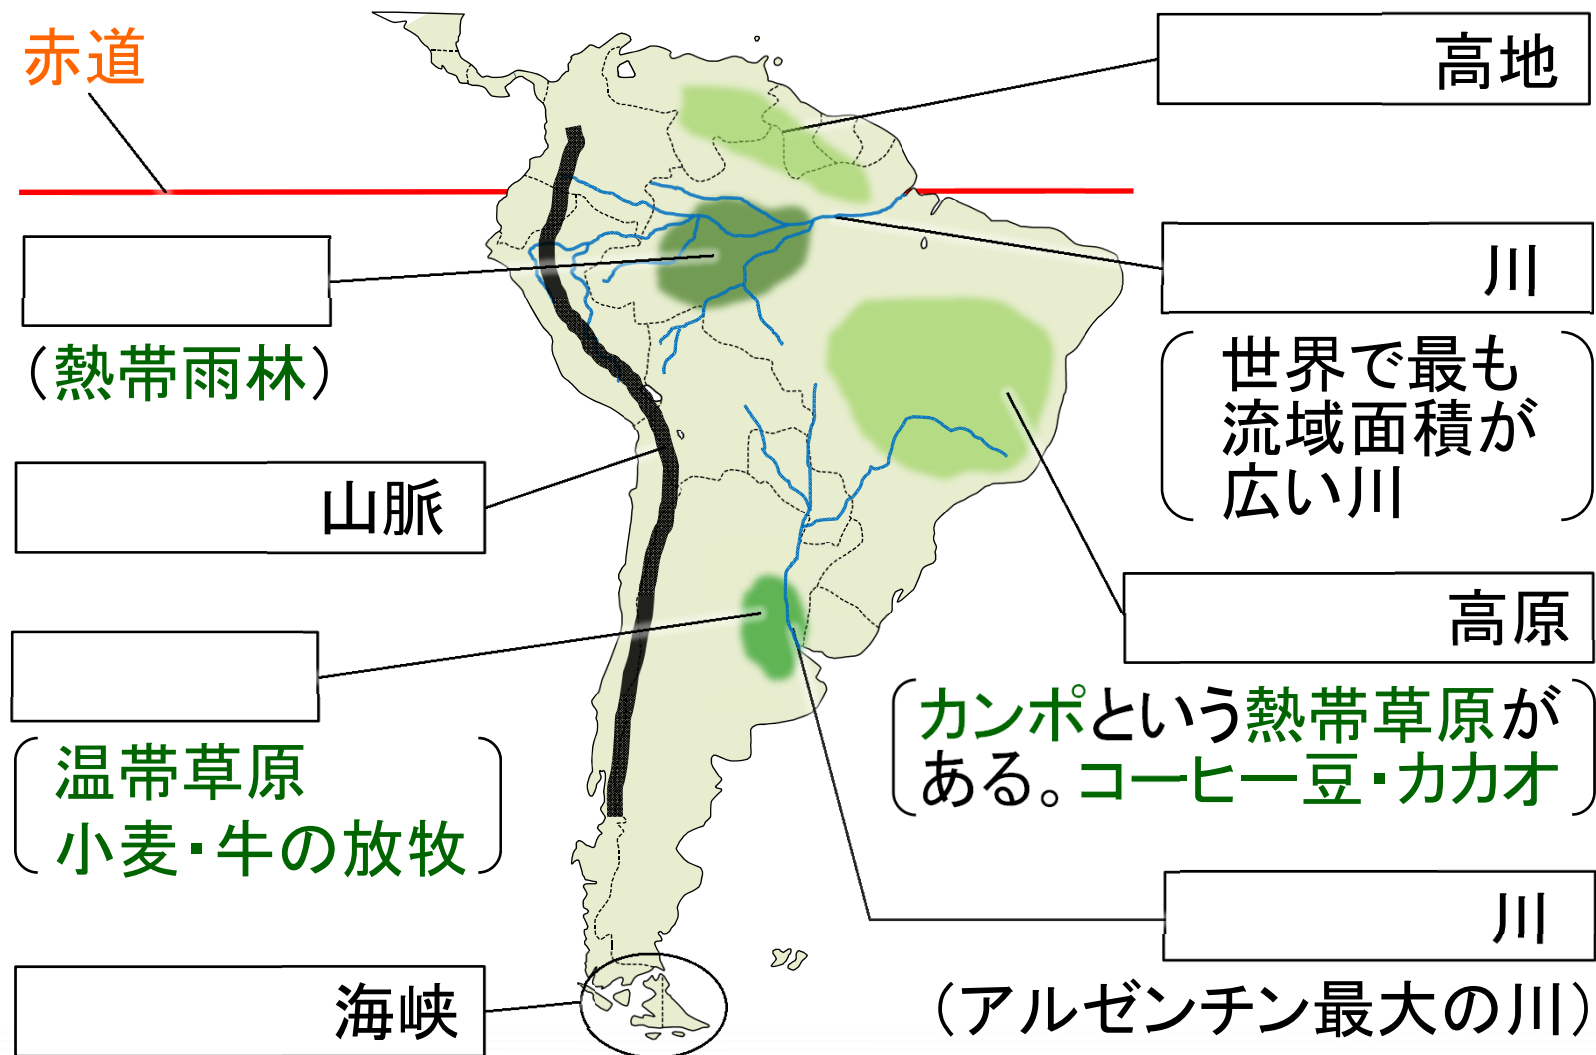 赤道
高地
川
世界で最も
流域面積が
広い川
(熱帯雨林)
山脈
高原
カンポという熱帯草原が
ある。コーヒー豆・カカオ
温帯草原
小麦・牛の放牧
川
(アルゼンチン最大の川)
海峡